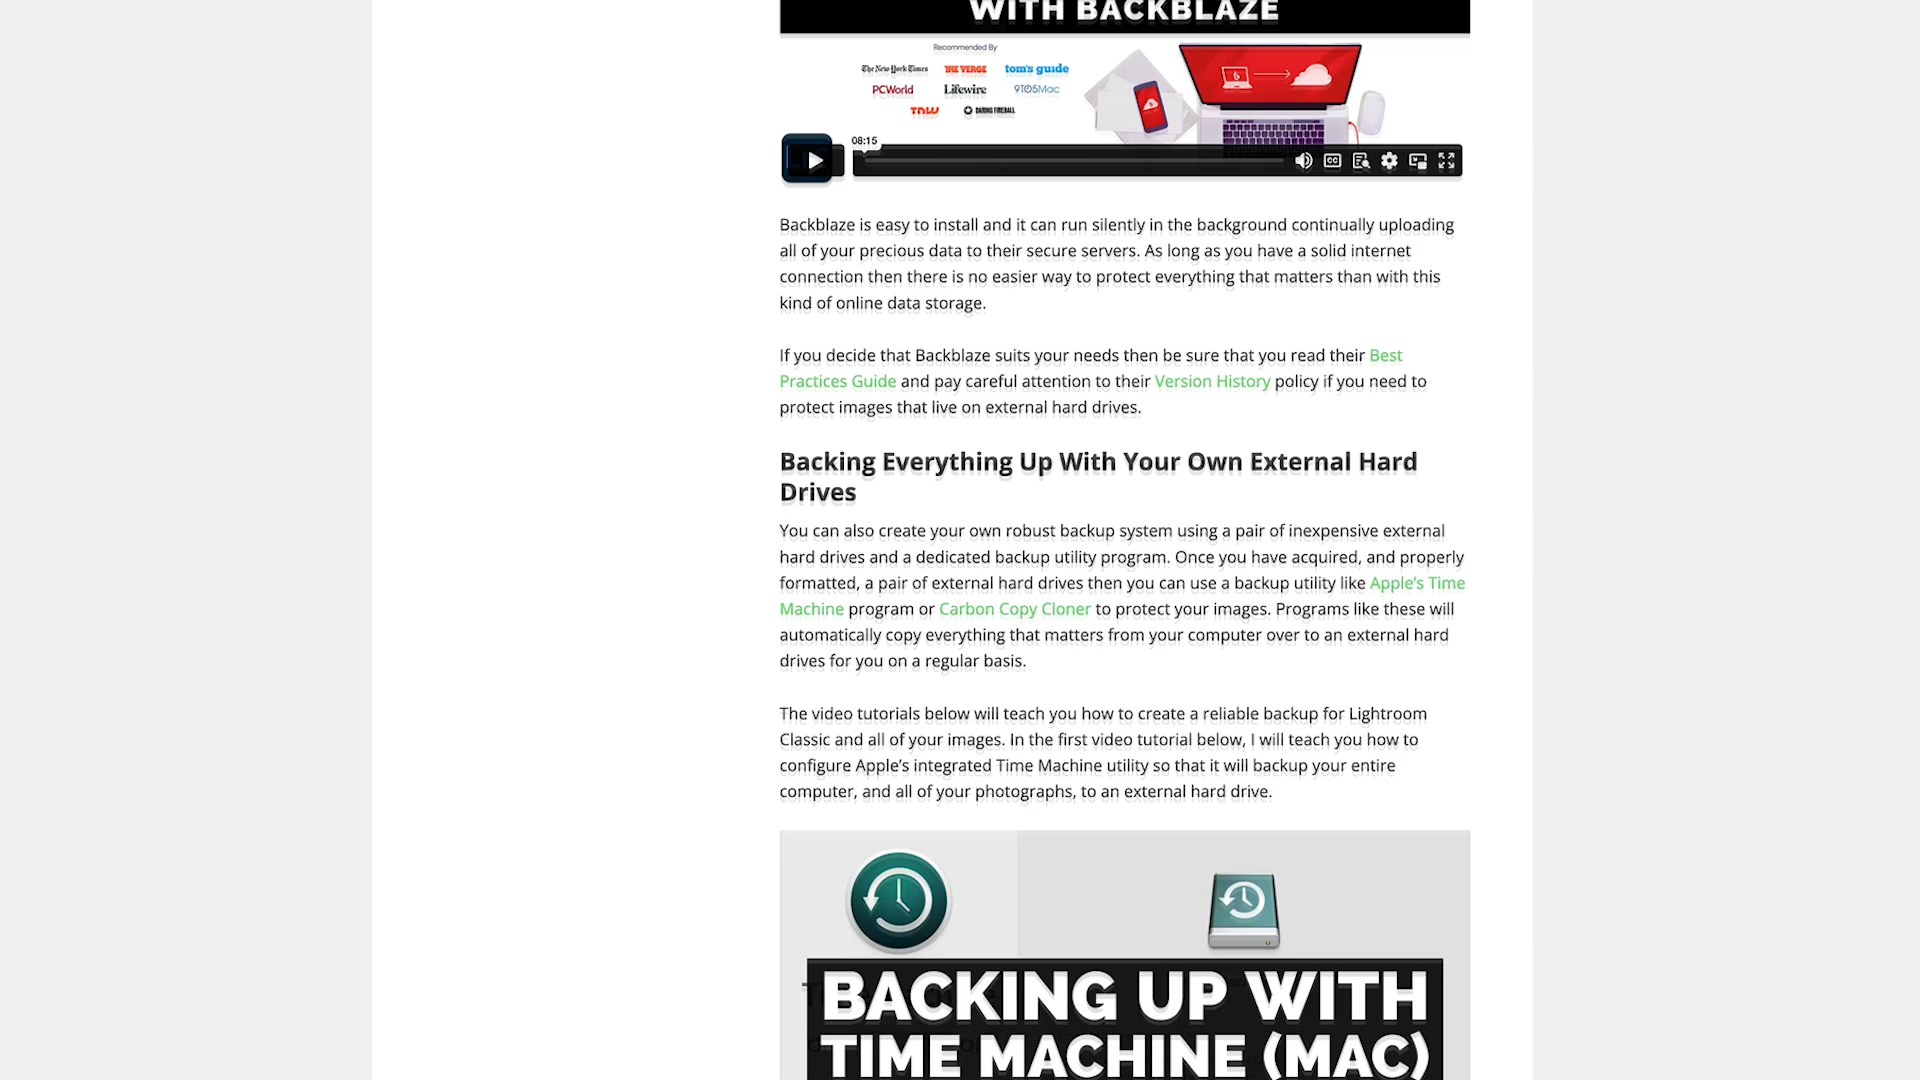 WITH BACKBLAZE
Recommended By
The New York Times THE VERGE tom's guide
PCWorld Lifewire 9TO5Mac
TNW DARING FIREBALL
08:15
CC
Backblaze is easy to install and it can run silently in the background continually uploading
all of your precious data to their secure servers. As long as you have a solid internet
connection then there is no easier way to protect everything that matters than with this
kind of online data storage.
If you decide that Backblaze suits your needs then be sure that you read their Best
Practices Guide and pay careful attention to their Version History policy if you need to
protect images that live on external hard drives.
Backing Everything Up With Your Own External Hard
Drives
You can also create your own robust backup system using a pair of inexpensive external
hard drives and a dedicated backup utility program. Once you have acquired, and properly
formatted, a pair of external hard drives then you can use a backup utility like Apple’s Time
Machine program or Carbon Copy Cloner to protect your images. Programs like these will
automatically copy everything that matters from your computer over to an external hard
drives for you on a regular basis.
The video tutorials below will teach you how to create a reliable backup for Lightroom
Classic and all of your images. In the first video tutorial below, I will teach you how to
configure Apple’s integrated Time Machine utility so that it will backup your entire
computer, and all of your photographs, to an external hard drive.
BACKING UP WITH
TIME MACHINE (MAC)